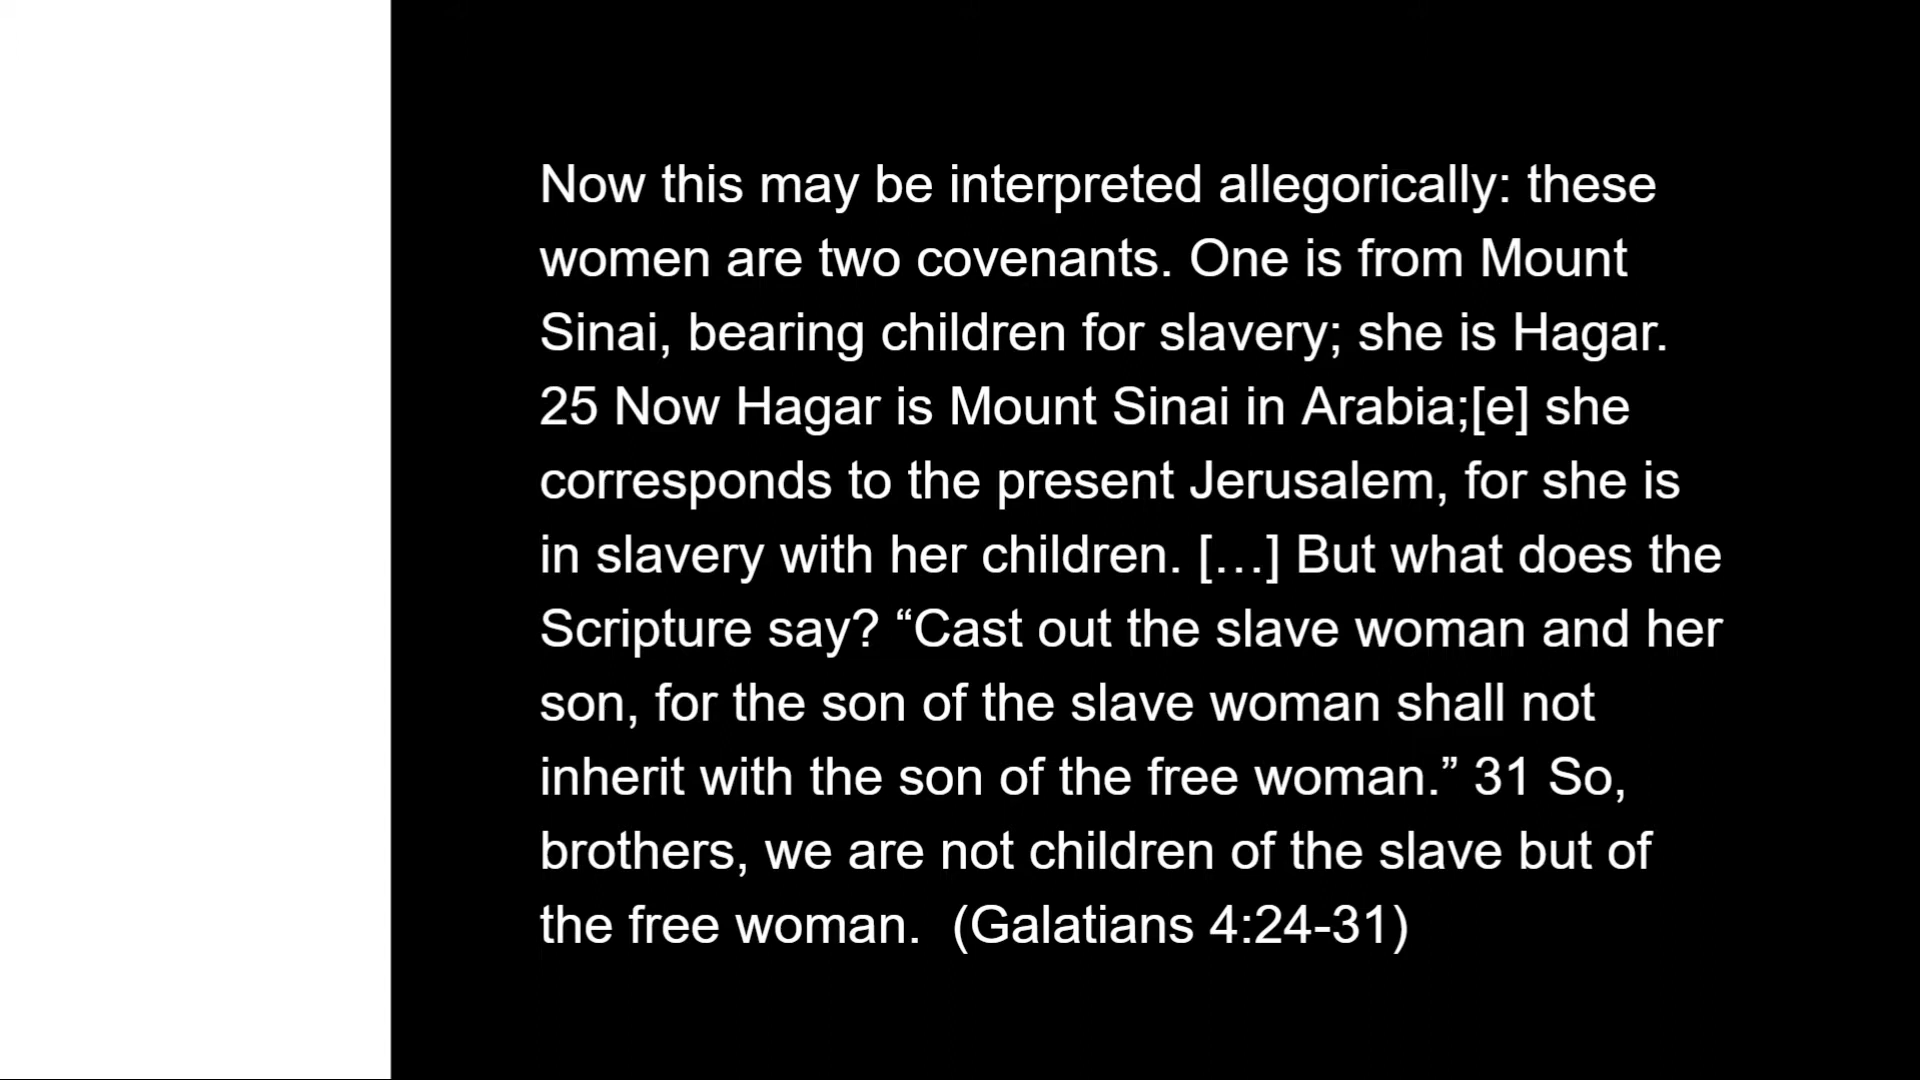 Now this may be interpreted allegorically: these
women are two covenants. One is from Mount
Sinai, bearing children for slavery; she is Hagar.
25 Now Hagar is Mount Sinai in Arabia;[e] she
corresponds to the present Jerusalem, for she is
in slavery with her children. […] But what does the
Scripture say? “Cast out the slave woman and her
son, for the son of the slave woman shall not
inherit with the son of the free woman.” 31 So,
brothers, we are not children of the slave but of
the free woman.  (Galatians 4:24-31)